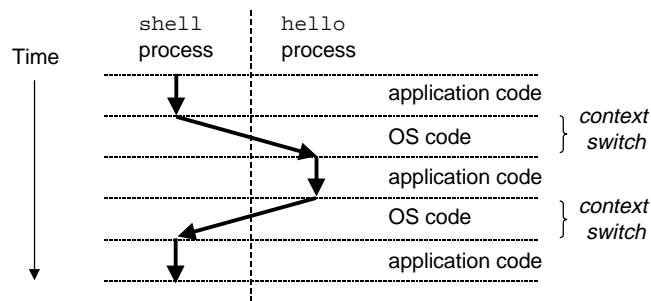 shell
process
hello
process
Time
application code
OS code
} context
switch
application code
OS code
} context
switch
application code